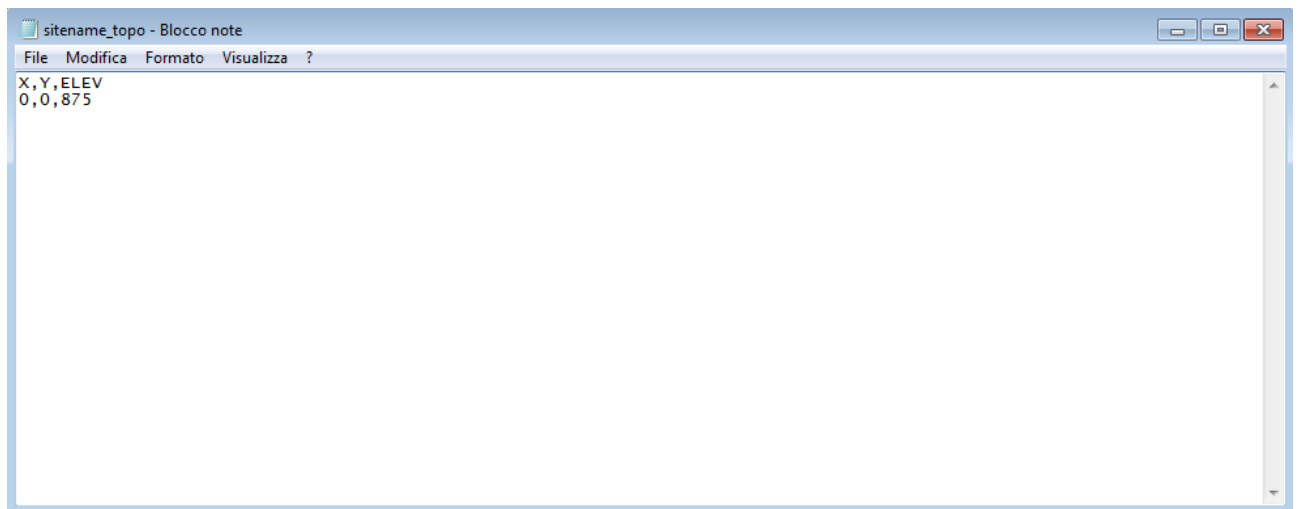 sitename_topo - Blocco note
File Modifica Formato Visualizza ?
X,Y,ELEV
0,0,875